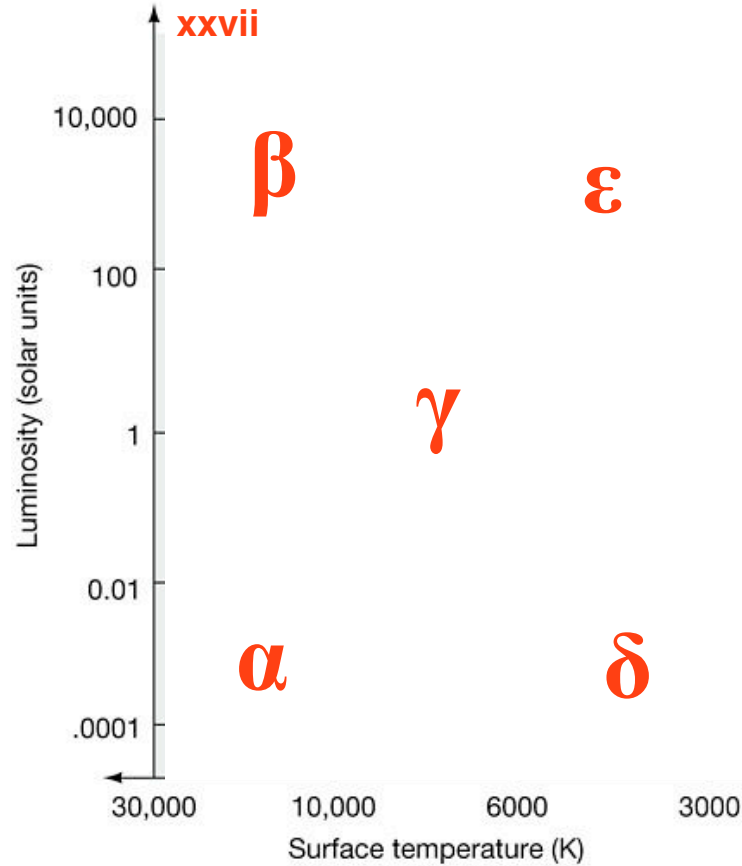 xxvii
10,000
β
ε
100
γ
1
0.01
α
δ
.0001
30,000 10,000 6000 3000
Surface temperature (K)
Luminosity (solar units)